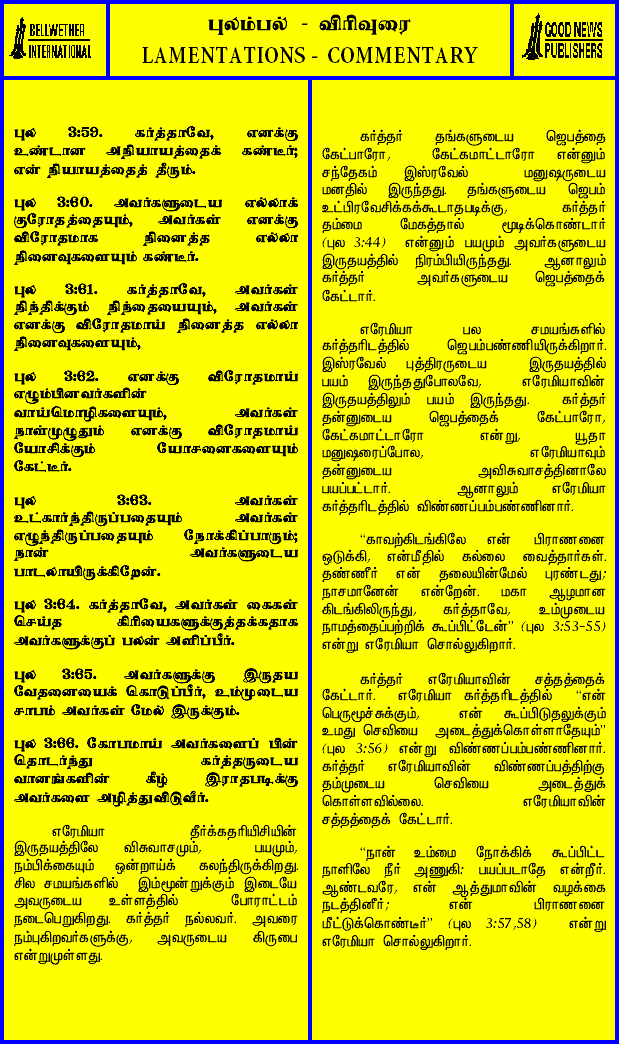 BELLWETHER
INTERNATIONAL
புலம்பல் - விரிவுரை
LAMENTATIONS - COMMENTARY
GOOD NEWS
PUBLISHERS
புல 3:59. கர்த்தாவே, எனக்கு
உண்டான அநியாயத்தைக் கண்டீர்;
என் நியாயத்தைத் தீரும்.
புல 3:60. அவர்களுடைய எல்லாக்
குரோதத்தையும், அவர்கள் எனக்கு
விரோதமாக நினைத்த எல்லா
நினைவுகளையும் கண்டீர்.
புல 3:61. கர்த்தாவே, அவர்கள்
நிந்திக்கும் நிந்தையையும், அவர்கள்
எனக்கு விரோதமாய் நினைத்த எல்லா
நினைவுகளையும்,
புல 3:62. எனக்கு விரோதமாய்
எழும்பினவர்களின்
வாய்மொழிகளையும், அவர்கள்
நாள்முழுதும் எனக்கு விரோதமாய்
யோசிக்கும் யோசனைகளையும்
கேட்டீர்.
புல 3:63. அவர்கள்
உட்கார்ந்திருப்பதையும் அவர்கள்
எழுந்திருப்பதையும் நோக்கிப்பாரும்;
நான் அவர்களுடைய
பாடலாயிருக்கிறேன்.
புல 3:64. கர்த்தாவே, அவர்கள் கைகள்
செய்த கிரியைகளுக்குத்தக்கதாக
அவர்களுக்குப் பலன் அளிப்பீர்.
புல 3:65. அவர்களுக்கு இருதய
வேதனையைக் கொடுப்பீர், உம்முடைய
சாபம் அவர்கள் மேல் இருக்கும்.
புல 3:66. கோபமாய் அவர்களைப் பின்
தொடர்ந்து கர்த்தருடைய
வானங்களின் கீழ் இராதபடிக்கு
அவர்களை அழித்துவிடுவீர்.
எரேமியா தீர்க்கதரியிசியின்
இருதயத்திலே விசுவாசமும், பயமும்,
நம்பிக்கையும் ஒன்றாய்க் கலந்திருக்கிறது.
சில சமயங்களில் இம்மூன்றுக்கும் இடையே
அவருடைய உள்ளத்தில் போராட்டம்
நடைபெறுகிறது. கர்த்தர் நல்லவர். அவரை
நம்புகிறவர்களுக்கு, அவருடைய கிருபை
என்றுமுள்ளது.
கர்த்தர் தங்களுடைய ஜெபத்தை
கேட்பாரோ, கேட்கமாட்டாரோ என்னும்
சந்தேகம் இஸ்ரவேல் மனுஷருடைய
மனதில் இருந்தது. தங்களுடைய ஜெபம்
உட்பிரவேசிக்கக்கூடாதபடிக்கு, கர்த்தர்
தம்மை மேகத்தால் மூடிக்கொண்டார்
(புல 3:44) என்னும் பயமும் அவர்களுடைய
இருதயத்தில் நிரம்பியிருந்தது. ஆனாலும்
கர்த்தர் அவர்களுடைய ஜெபத்தைக்
கேட்டார்.
எரேமியா பல சமயங்களில்
கர்த்தரிடத்தில் ஜெபம்பண்ணியிருக்கிறார்.
இஸ்ரவேல் புத்திரருடைய இருதயத்தில்
பயம் இருந்ததுபோலவே, எரேமியாவின்
இருதயத்திலும் பயம் இருந்தது. கர்த்தர்
தன்னுடைய ஜெபத்தைக் கேட்பாரோ,
கேட்கமாட்டாரோ என்று, யூதா
மனுஷரைப்போல, எரேமியாவும்
தன்னுடைய அவிசுவாசத்தினாலே
பயப்பட்டார். ஆனாலும் எரேமியா
கர்த்தரிடத்தில் விண்ணப்பம்பண்ணினார்.
“காவற்கிடங்கிலே என் பிராணனை
ஒடுக்கி, என்மீதில் கல்லை வைத்தார்கள்.
தண்ணீர் என் தலையின்மேல் புரண்டது;
நாசமானேன் என்றேன். மகா ஆழமான
கிடங்கிலிருந்து, கர்த்தாவே, உம்முடைய
நாமத்தைப்பற்றிக் கூப்பிட்டேன்” (புல 3:53-55)
என்று எரேமியா சொல்லுகிறார்.
கர்த்தர் எரேமியாவின் சத்தத்தைக்
கேட்டார். எரேமியா கர்த்தரிடத்தில் “என்
பெருமூச்சுக்கும், என் கூப்பிடுதலுக்கும்
உமது செவியை அடைத்துக்கொள்ளாதேயும்”
(புல 3:56) என்று விண்ணப்பம்பண்ணினார்.
கர்த்தர் எரேமியாவின் விண்ணப்பத்திற்கு
தம்முடைய செவியை அடைத்துக்
கொள்ளவில்லை. எரேமியாவின்
சத்தத்தைக் கேட்டார்.
“நான் உம்மை நோக்கிக் கூப்பிட்ட
நாளிலே நீர் அணுகி: பயப்படாதே என்றீர்.
ஆண்டவரே, என் ஆத்துமாவின் வழக்கை
நடத்தினீர்; என் பிராணனை
மீட்டுக்கொண்டீர்” (புல 3:57,58) என்று
எரேமியா சொல்லுகிறார்.